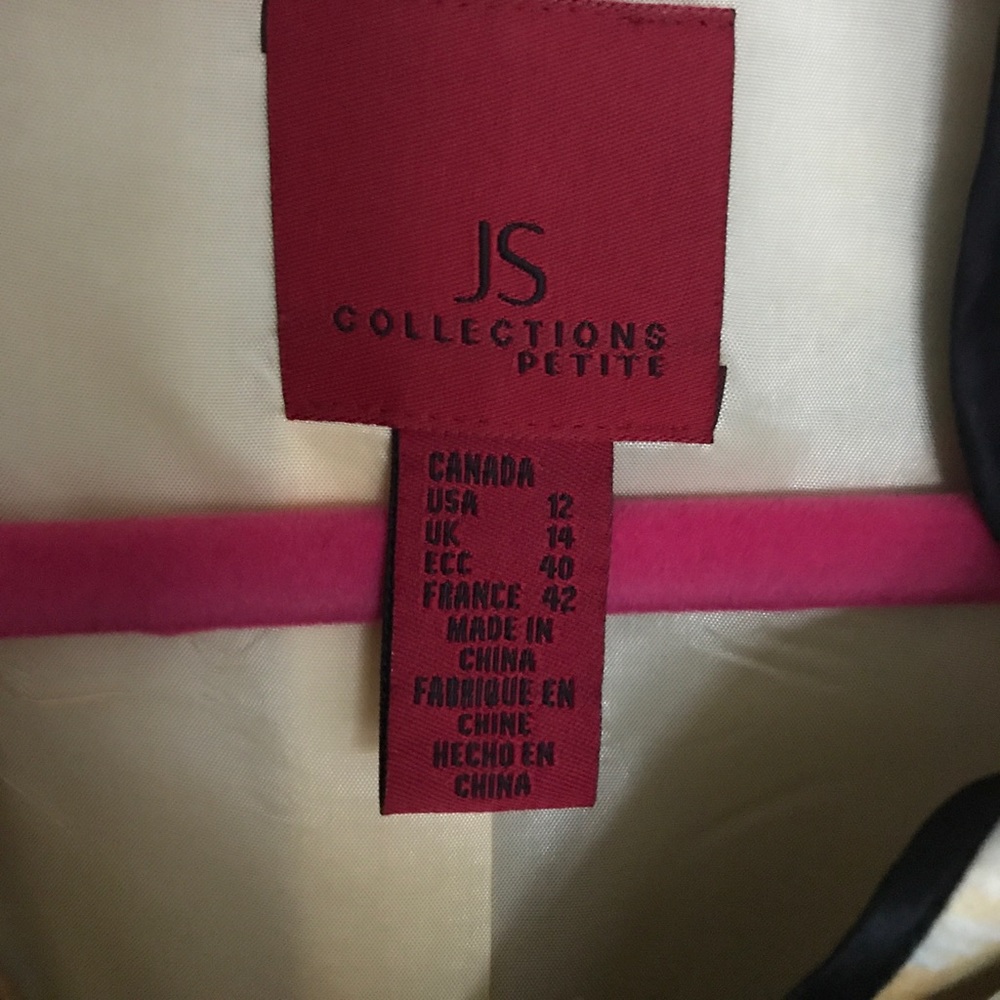 JS
COLLECTIONS
PETITE
CANADA
USA 12
UK 14
ECC 40
FRANCE 42
MADE IN
CHINA
FABRIQUE EN
CHINE
HECHO EN
CHINA